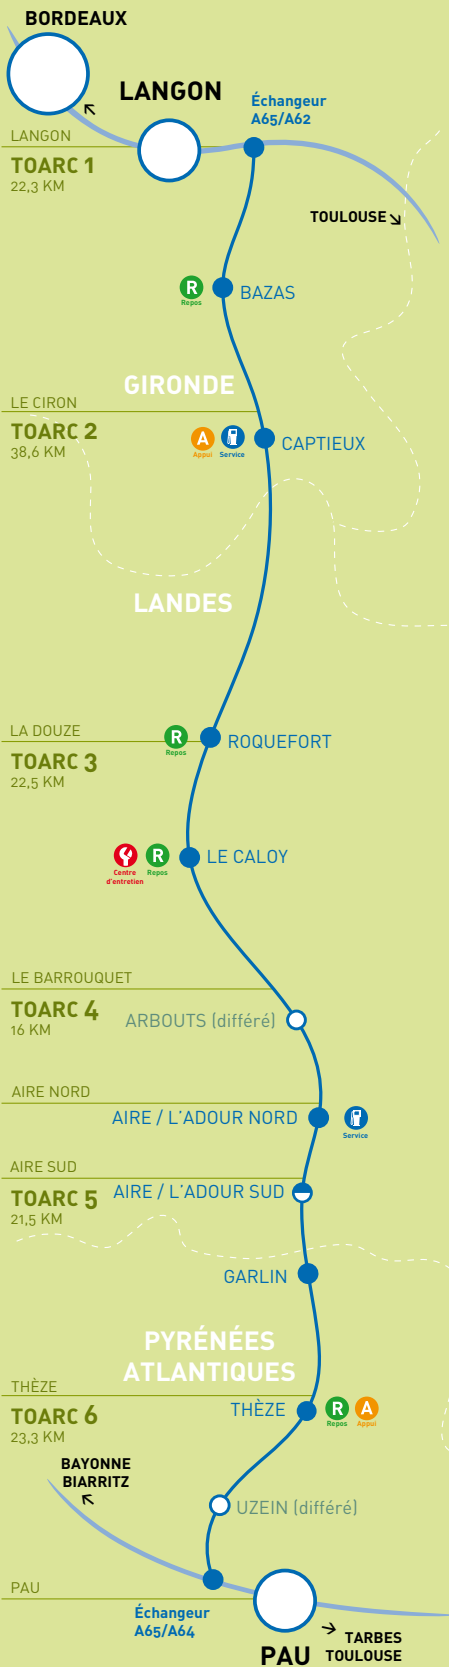 BORDEAUX
LANGON
Échangeur
A65/A62
LANGON
TOARC 1
22,3 KM
TOULOUSE
R
Repos
BAZAS
GIRONDE
LE CIRON
TOARC 2
38,6 KM
A
Appui
Service
CAPTIEUX
LANDES
LA DOUZE
TOARC 3
22,5 KM
R
Repos
ROQUEFORT
Centre
d'entretien
R
Repos
LE CALOY
LE BARROUQUET
TOARC 4
16 KM
ARBOUTS (différé)
AIRE NORD
AIRE / L'ADOUR NORD
Service
AIRE SUD
TOARC 5
21,5 KM
AIRE / L'ADOUR SUD
GARLIN
PYRÉNÉES
ATLANTIQUES
THÈZE
TOARC 6
23,3 KM
THÈZE
R
Repos
A
Appui
BAYONNE
BIARRITZ
UZEIN (différé)
PAU
Échangeur
A65/A64
PAU
TARBES
TOULOUSE